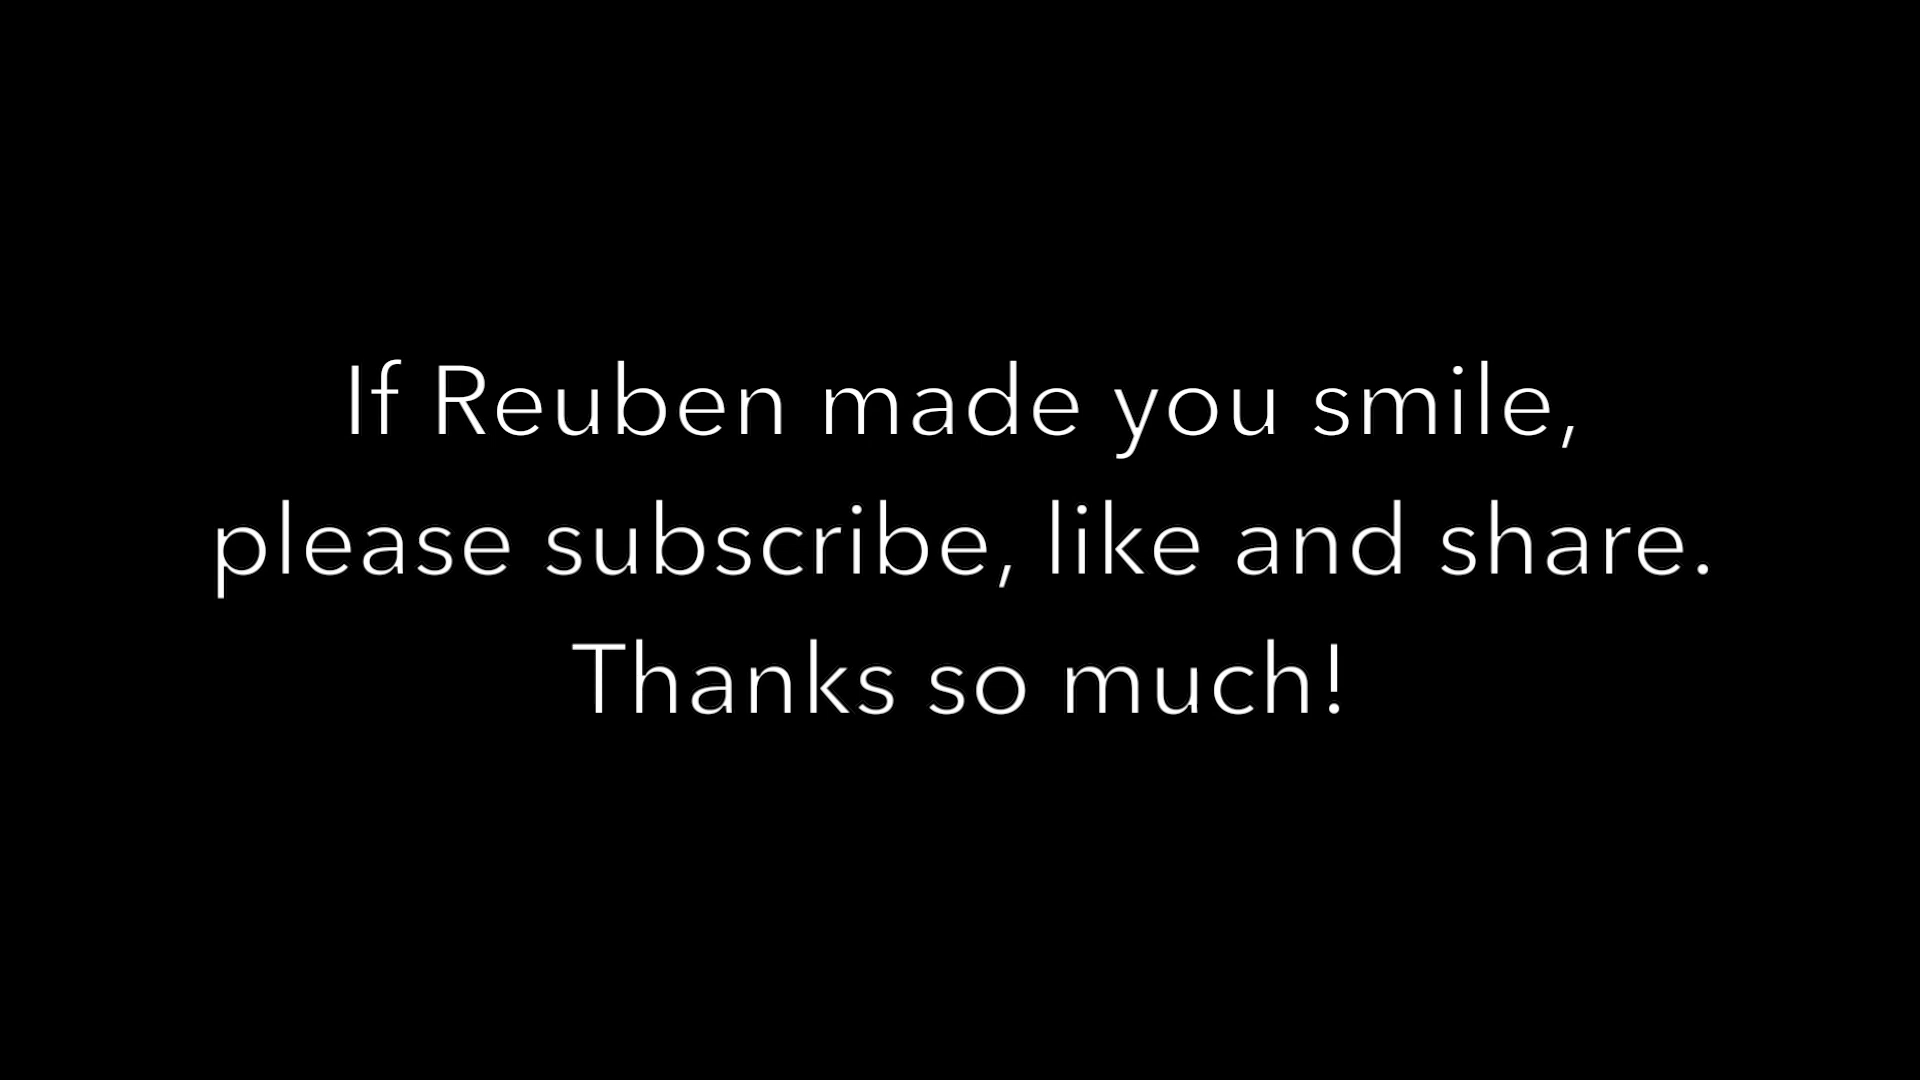 If Reuben made you smile,
please subscribe, like and share.
Thanks so much!